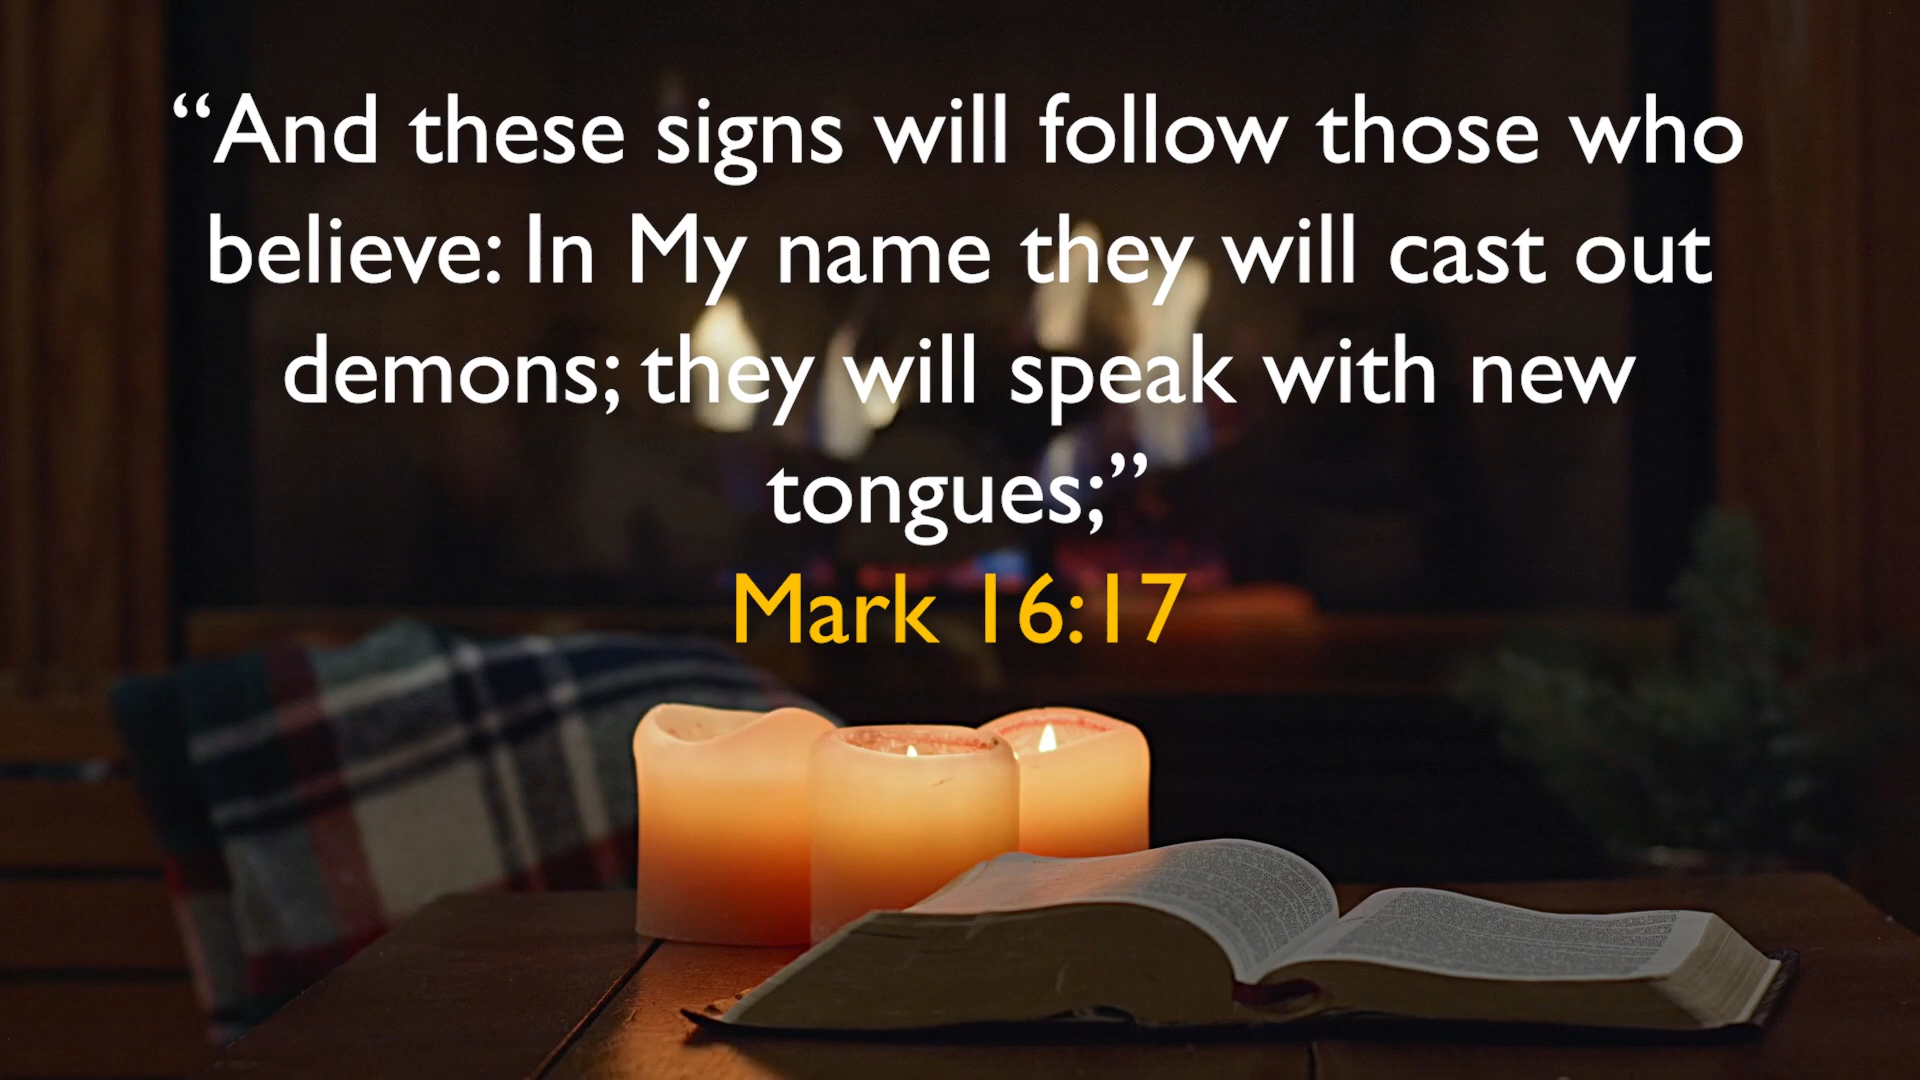 “And these signs will follow those who
believe: In My name they will cast out
demons; they will speak with new
tongues;”
Mark 16:17